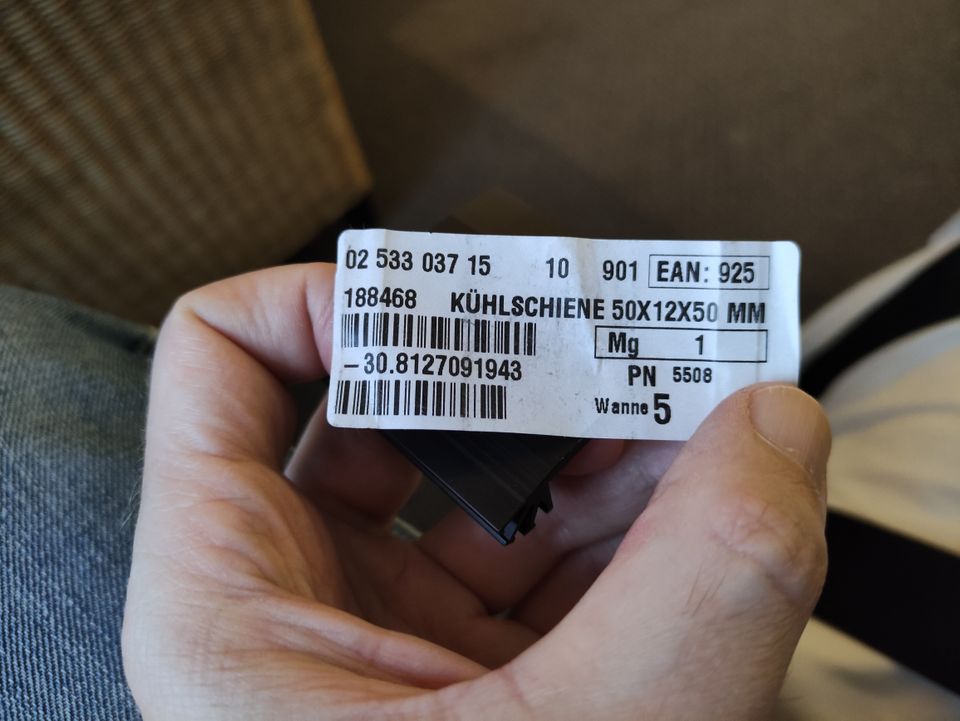 02 533 037 15 10 901 EAN: 925
188468 KÜHLSCHIENE 50X12X50 MM
Mg 1
– 30.8127091943
PN 5508
Wanne 5